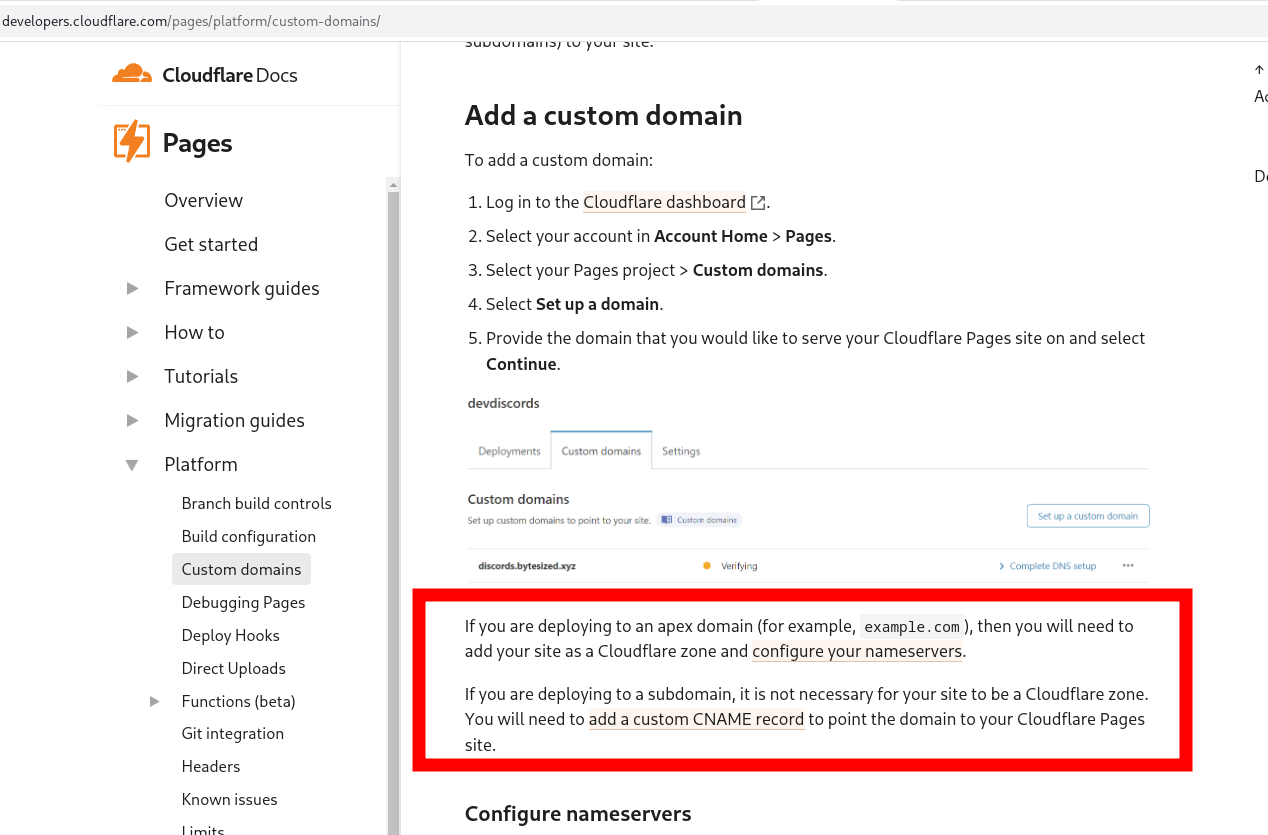 developers.cloudflare.com/pages/platform/custom-domains/
Cloudflare Docs
Pages
Overview
Get started
Framework guides
How to
Tutorials
Migration guides
Platform
Branch build controls
Build configuration
Custom domains
Debugging Pages
Deploy Hooks
Direct Uploads
Functions (beta)
Git integration
Headers
Known issues
Limits
subdomains) to your site.
Add a custom domain
To add a custom domain:
1. Log in to the Cloudflare dashboard.
2. Select your account in Account Home > Pages.
3. Select your Pages project > Custom domains.
4. Select Set up a domain.
5. Provide the domain that you would like to serve your Cloudflare Pages site on and select
Continue.
devdiscords
Deployments Custom domains Settings
Custom domains
Set up custom domains to point to your site. Custom domains
Set up a custom domain
discords.bytesized.xyz Verifying Complete DNS setup
If you are deploying to an apex domain (for example, example.com), then you will need to
add your site as a Cloudflare zone and configure your nameservers.
If you are deploying to a subdomain, it is not necessary for your site to be a Cloudflare zone.
You will need to add a custom CNAME record to point the domain to your Cloudflare Pages
site.
Configure nameservers